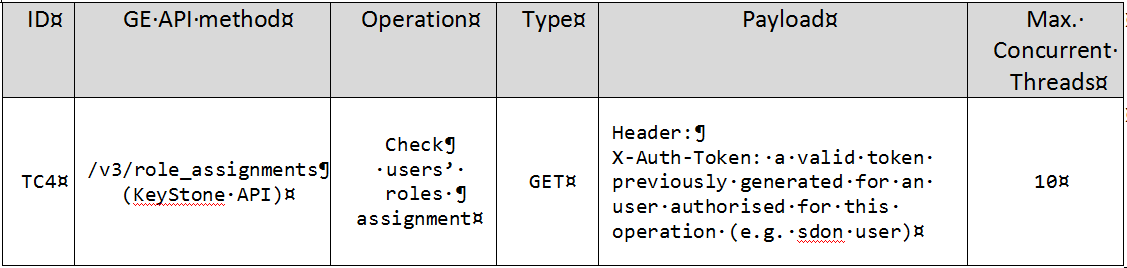 ID¤ GE·API·method¤ Operation¤ Type¤ Payload¤ Max.·
Concurrent·
Threads¤
TC4¤
/v3/role_assignments¶
(KeyStone·API)¤
Check¶
·users’·
roles·¶
assignment¤
GET¤
Header:¶
X-Auth-Token:·a·valid·token·
previously·generated·for·an·
user·authorised·for·this·
operation·(e.g.·sdon·user)¤
10¤